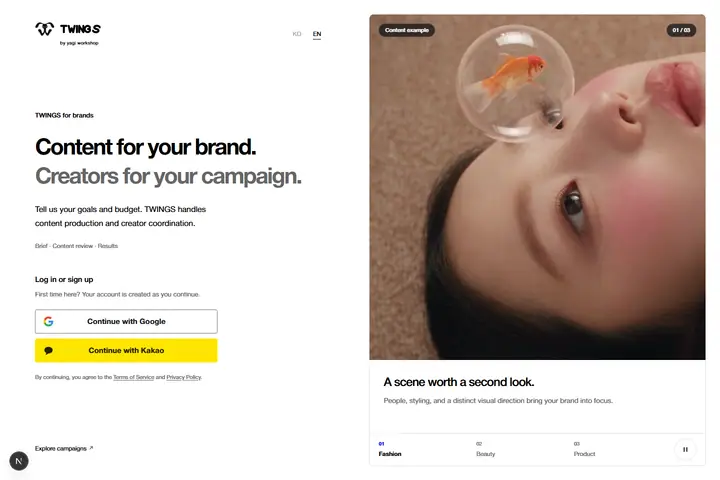 TWINGS
by yagi workshop
KO EN
TWINGS for brands
Content for your brand.
Creators for your campaign.
Tell us your goals and budget. TWINGS handles
content production and creator coordination.
Brief · Content review · Results
Log in or sign up
First time here? Your account is created as you continue.
Continue with Google
Continue with Kakao
By continuing, you agree to the Terms of Service and Privacy Policy.
Explore campaigns ↗
N
Content example
01 / 03
A scene worth a second look.
People, styling, and a distinct visual direction bring your brand into focus.
01 02 03
Fashion Beauty Product